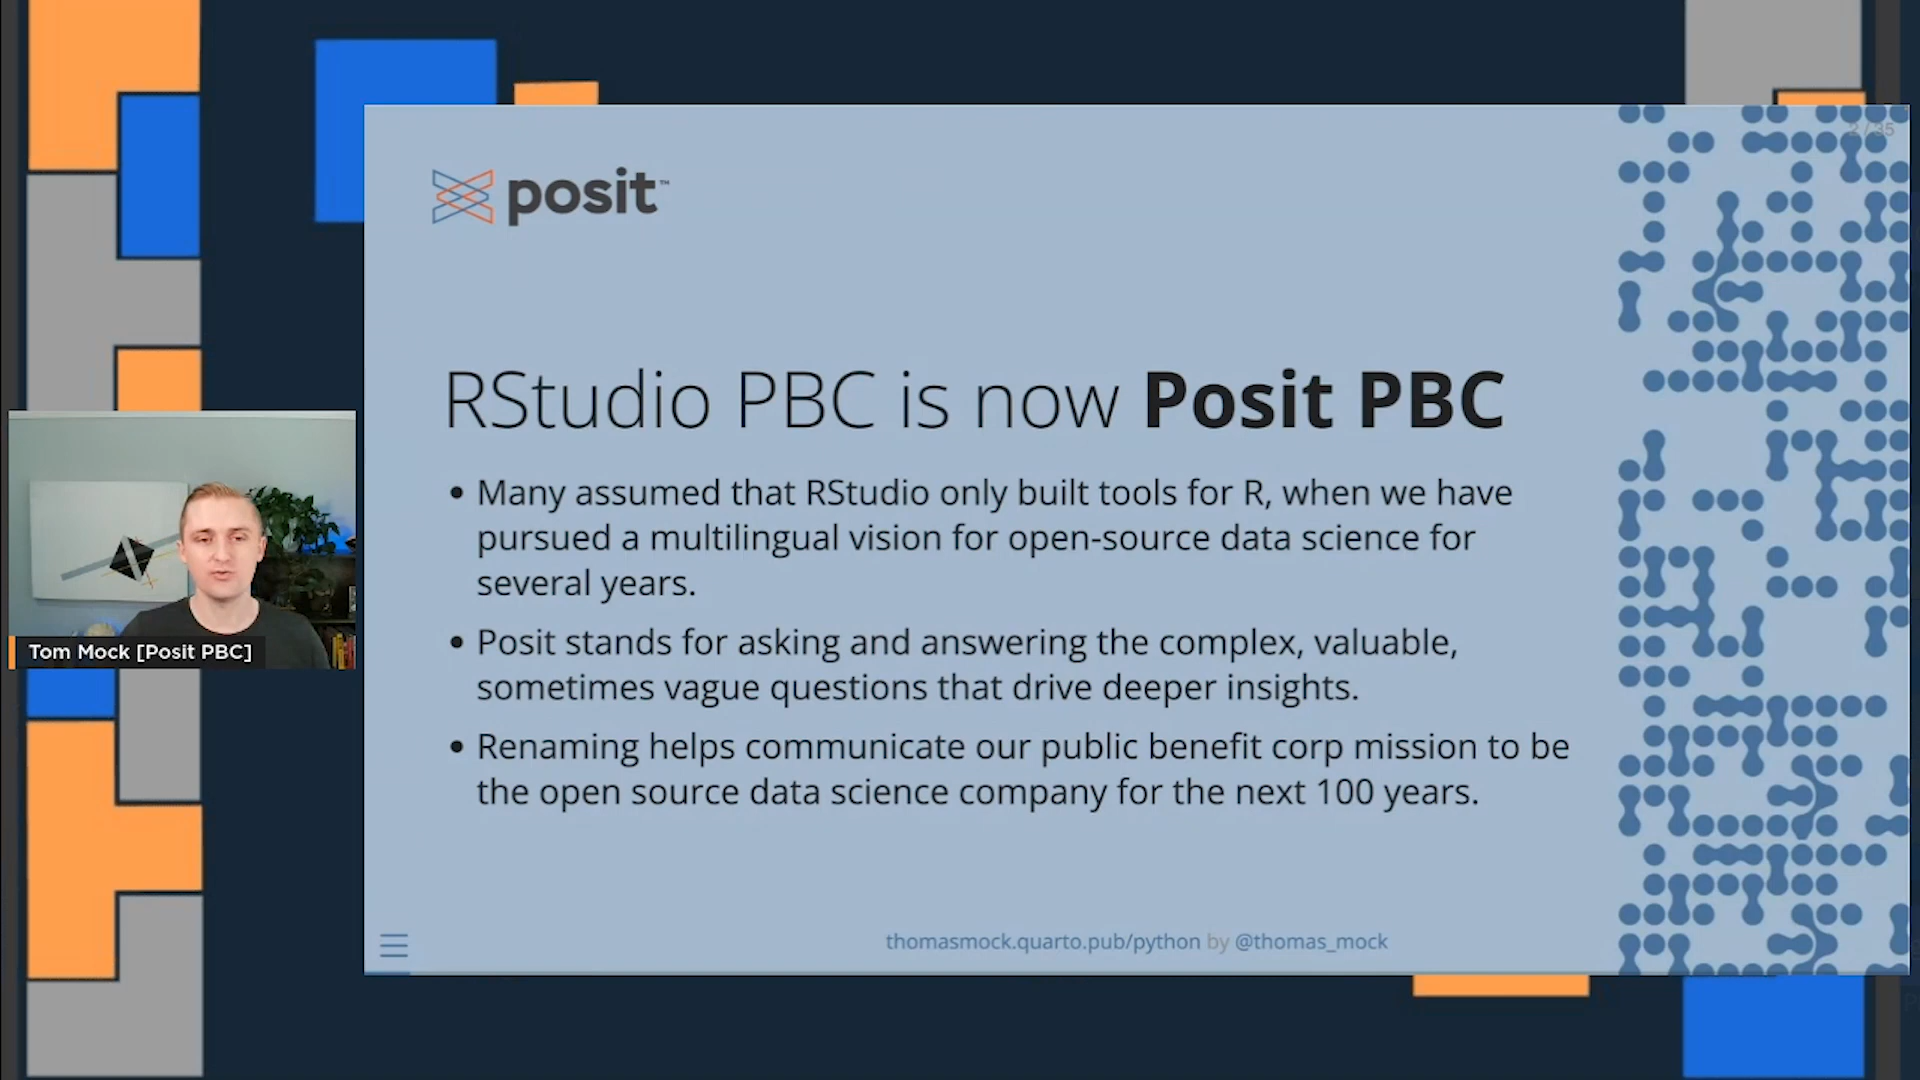 2 / 35
posit™
RStudio PBC is now Posit PBC
• Many assumed that RStudio only built tools for R, when we have
pursued a multilingual vision for open-source data science for
several years.
• Posit stands for asking and answering the complex, valuable,
sometimes vague questions that drive deeper insights.
• Renaming helps communicate our public benefit corp mission to be
the open source data science company for the next 100 years.
Tom Mock [Posit PBC]
thomasmock.quarto.pub/python by @thomas_mock